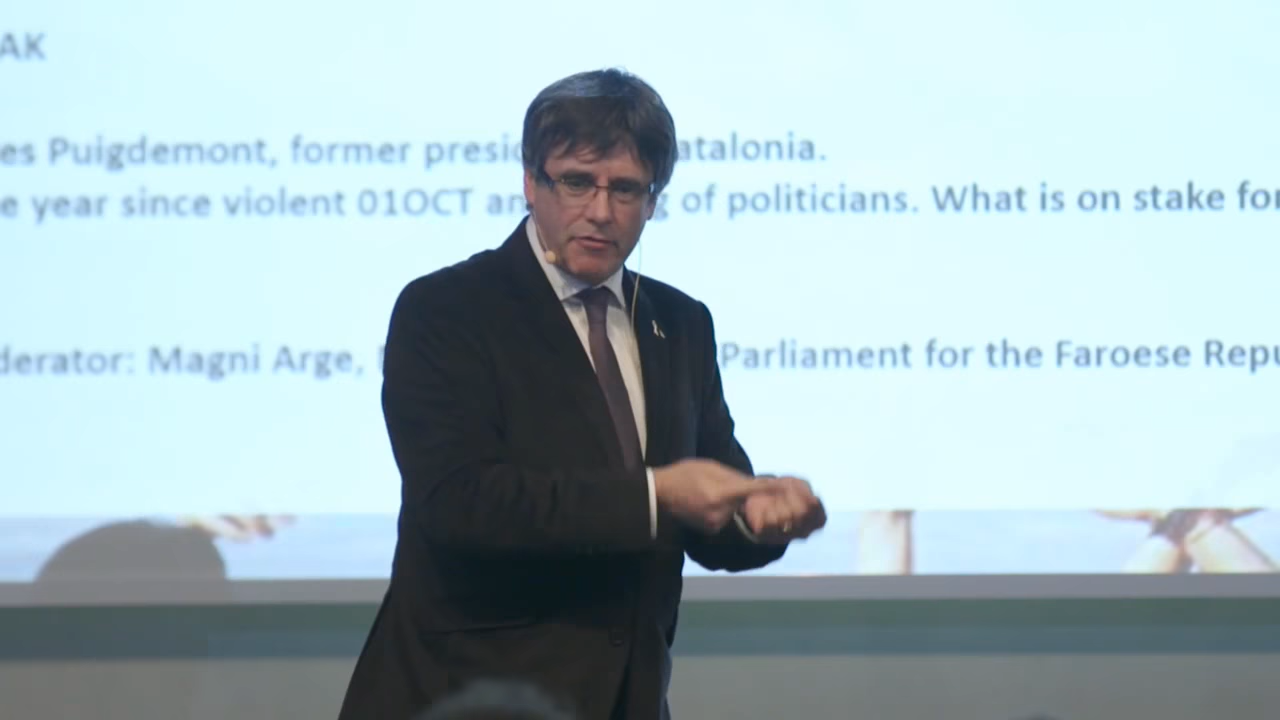 AK
es Puigdemont, former presi atalonia.
e year since violent 01OCT an g of politicians. What is on stake for
derator: Magni Arge, Parliament for the Faroese Repu